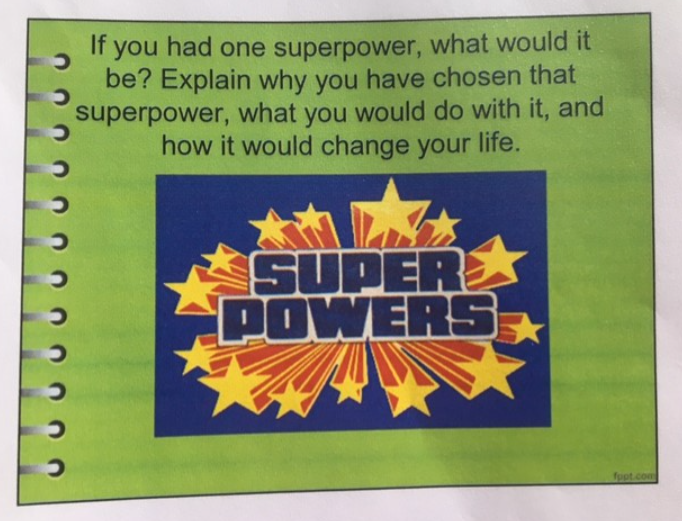 If you had one superpower, what would it
be? Explain why you have chosen that
superpower, what you would do with it, and
how it would change your life.
SUPER
POWERS
fppt.com